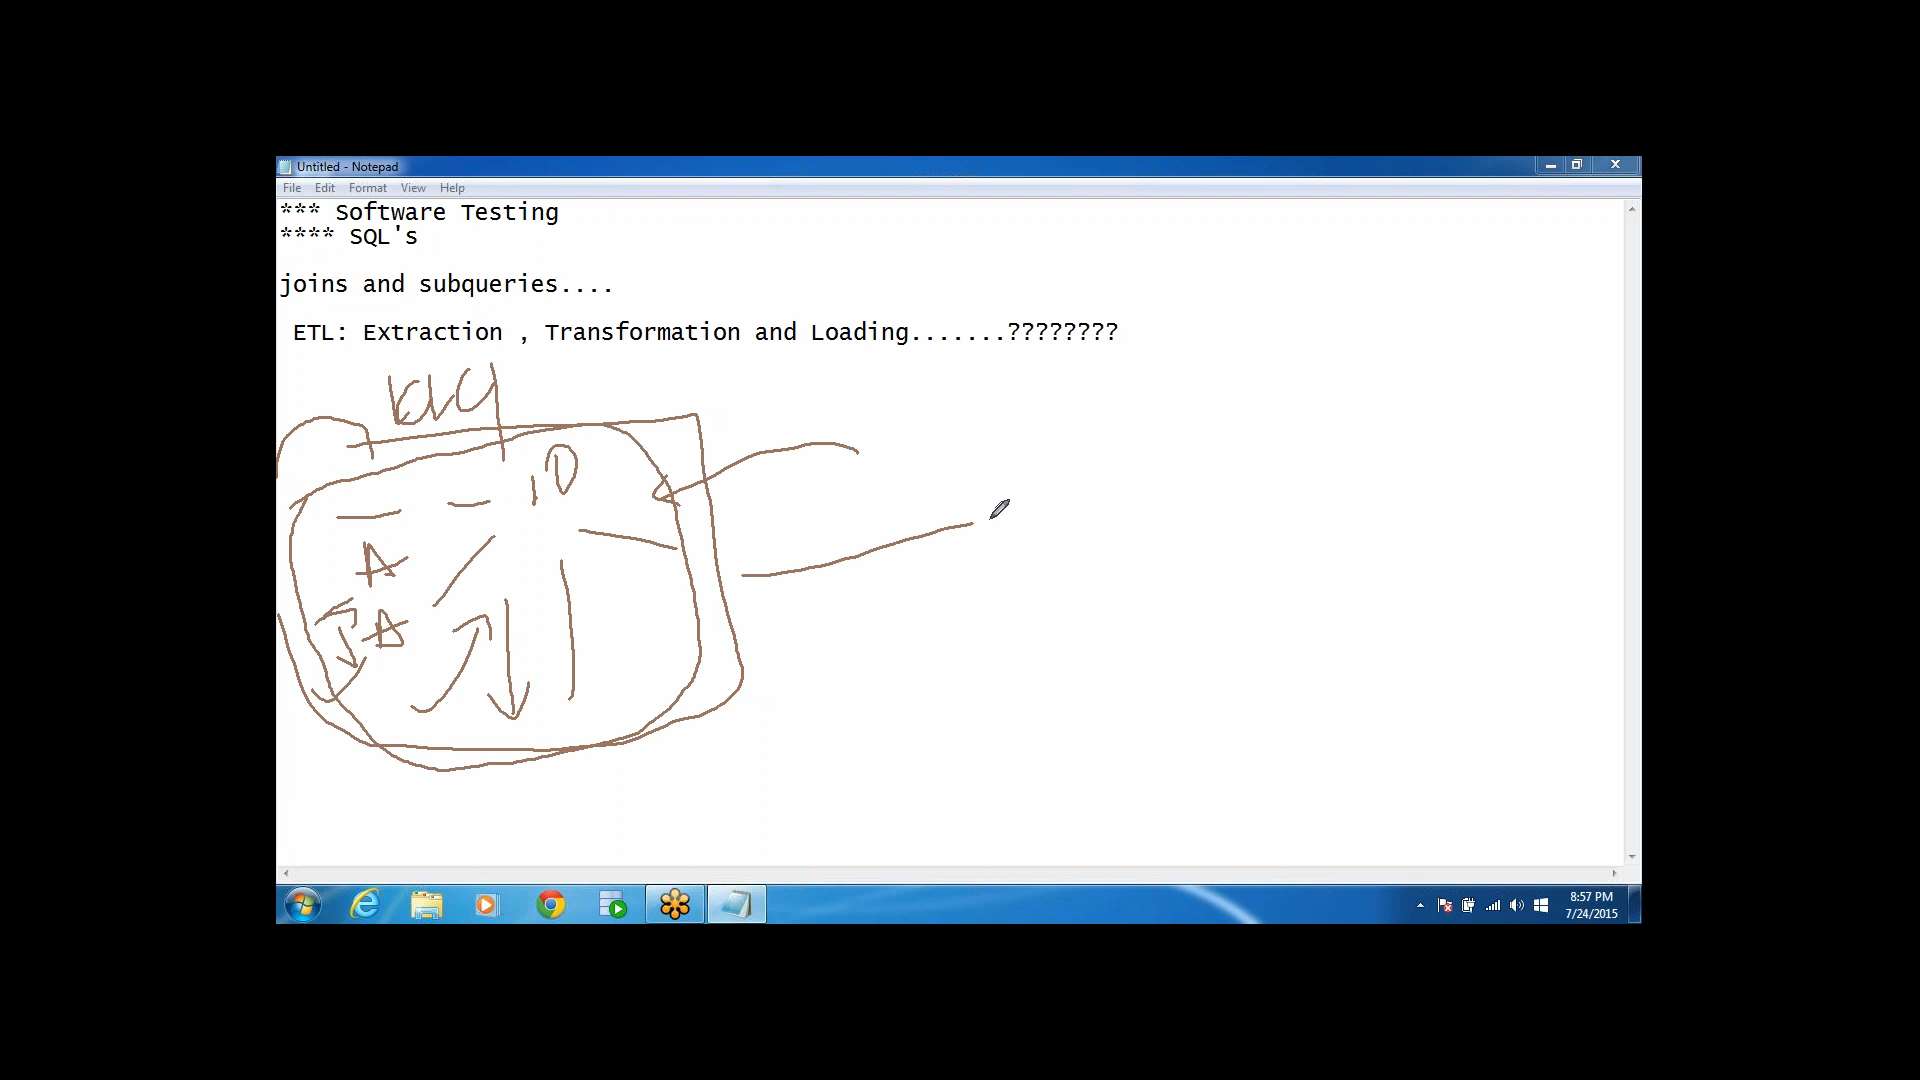 Untitled - Notepad
File Edit Format View Help
*** Software Testing
**** SQL's
joins and subqueries....
ETL: Extraction , Transformation and Loading.......????????
A
8:57 PM
7/24/2015